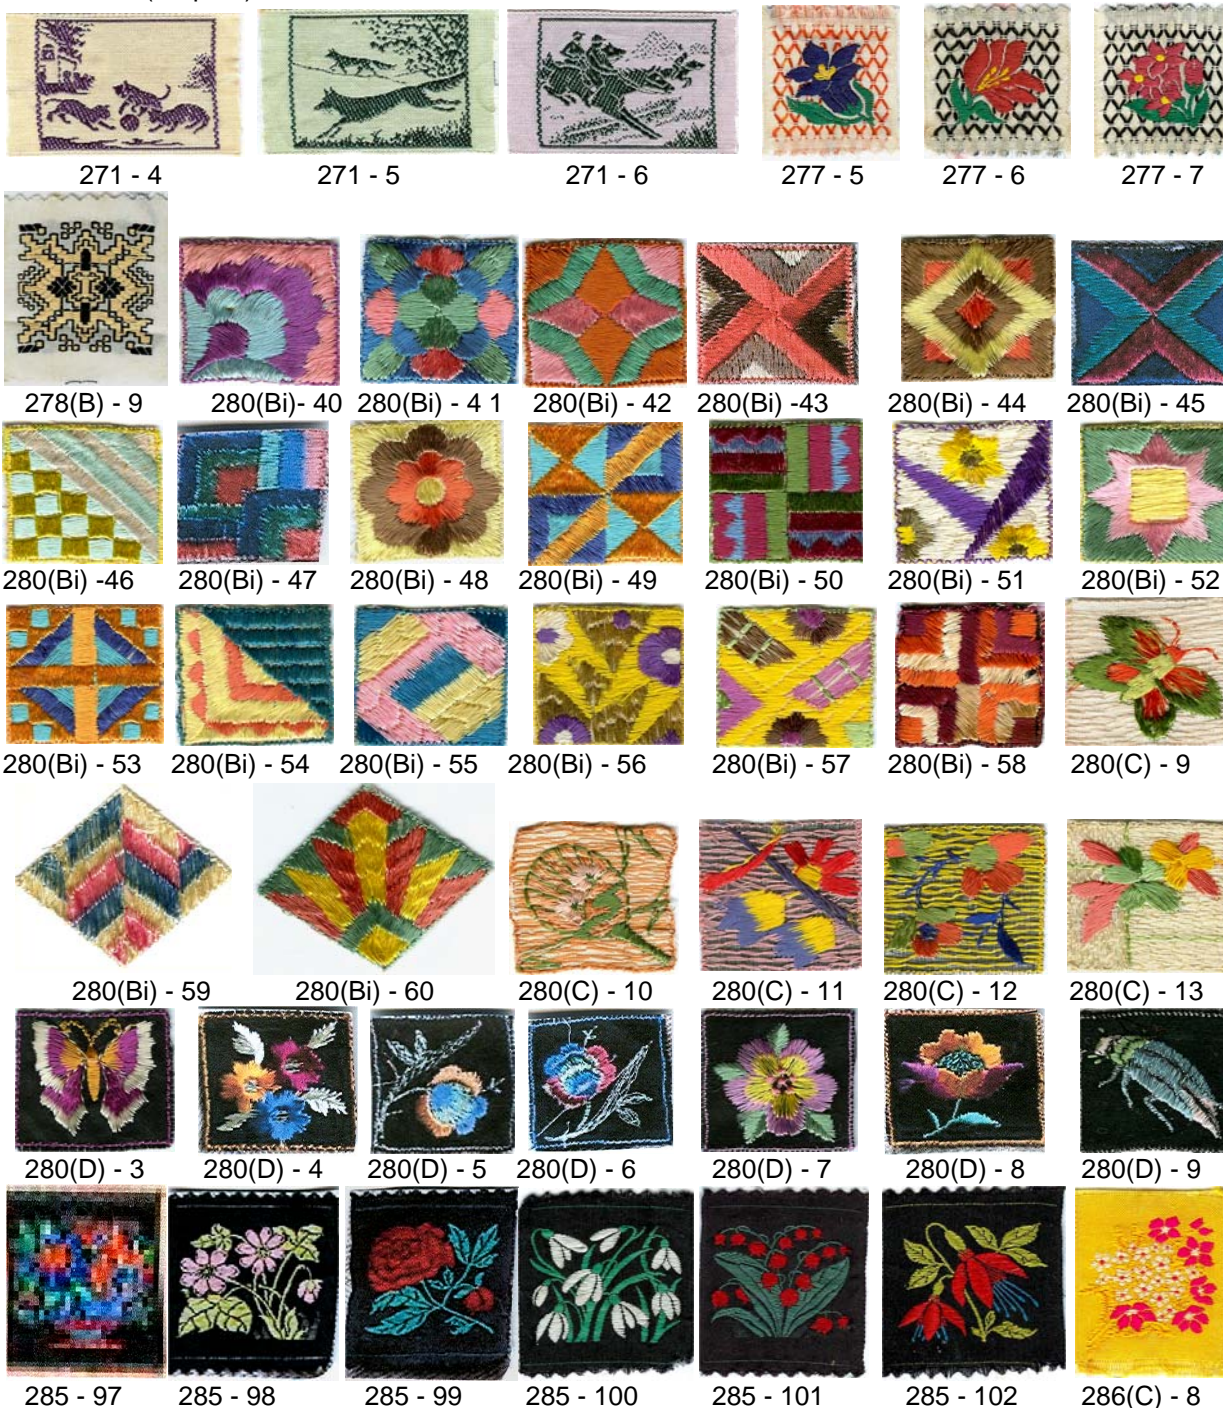 271 - 4 271 - 5 271 - 6 277 - 5 277 - 6 277 - 7
278(B) - 9 280(Bi)- 40 280(Bi) - 4 1 280(Bi) - 42 280(Bi) -43 280(Bi) - 44 280(Bi) - 45
280(Bi) -46 280(Bi) - 47 280(Bi) - 48 280(Bi) - 49 280(Bi) - 50 280(Bi) - 51 280(Bi) - 52
280(Bi) - 53 280(Bi) - 54 280(Bi) - 55 280(Bi) - 56 280(Bi) - 57 280(Bi) - 58 280(C) - 9
280(Bi) - 59 280(Bi) - 60 280(C) - 10 280(C) - 11 280(C) - 12 280(C) - 13
280(D) - 3 280(D) - 4 280(D) - 5 280(D) - 6 280(D) - 7 280(D) - 8 280(D) - 9
285 - 97 285 - 98 285 - 99 285 - 100 285 - 101 285 - 102 286(C) - 8